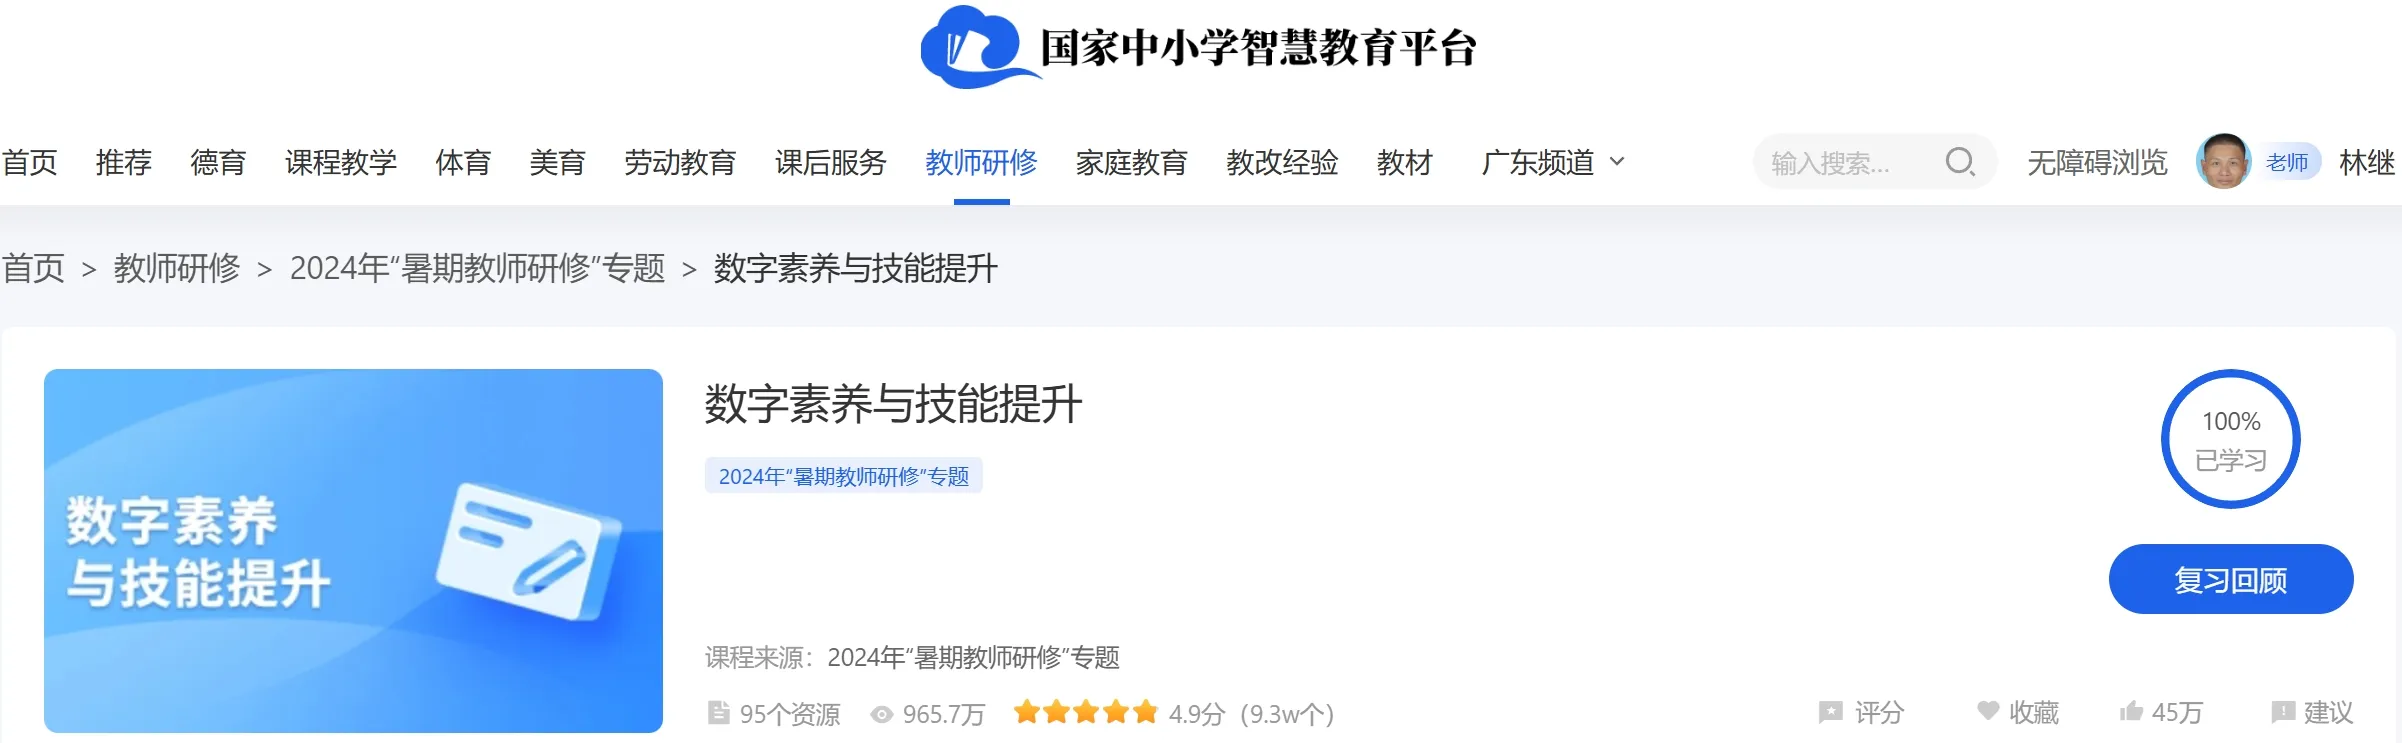 国家中小学智慧教育平台
首页 推荐 德育 课程教学 体育 美育 劳动教育 课后服务 教师研修 家庭教育 教改经验 教材 广东频道 输入搜索... 无障碍浏览 老师 林继
首页 > 教师研修 > 2024年“暑期教师研修”专题 > 数字素养与技能提升
数字素养
与技能提升
数字素养与技能提升
2024年“暑期教师研修”专题
课程来源：2024年“暑期教师研修”专题
95个资源 965.7万 4.9分（9.3w个）
100%
已学习
复习回顾
评分 收藏 45万 建议